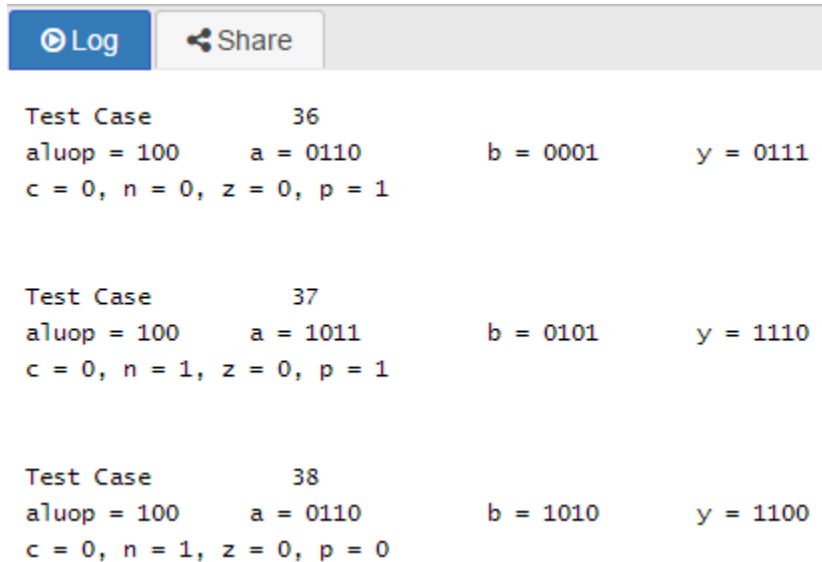 Log Share
Test Case 36
aluop = 100 a = 0110 b = 0001 y = 0111
c = 0, n = 0, z = 0, p = 1
Test Case 37
aluop = 100 a = 1011 b = 0101 y = 1110
c = 0, n = 1, z = 0, p = 1
Test Case 38
aluop = 100 a = 0110 b = 1010 y = 1100
c = 0, n = 1, z = 0, p = 0